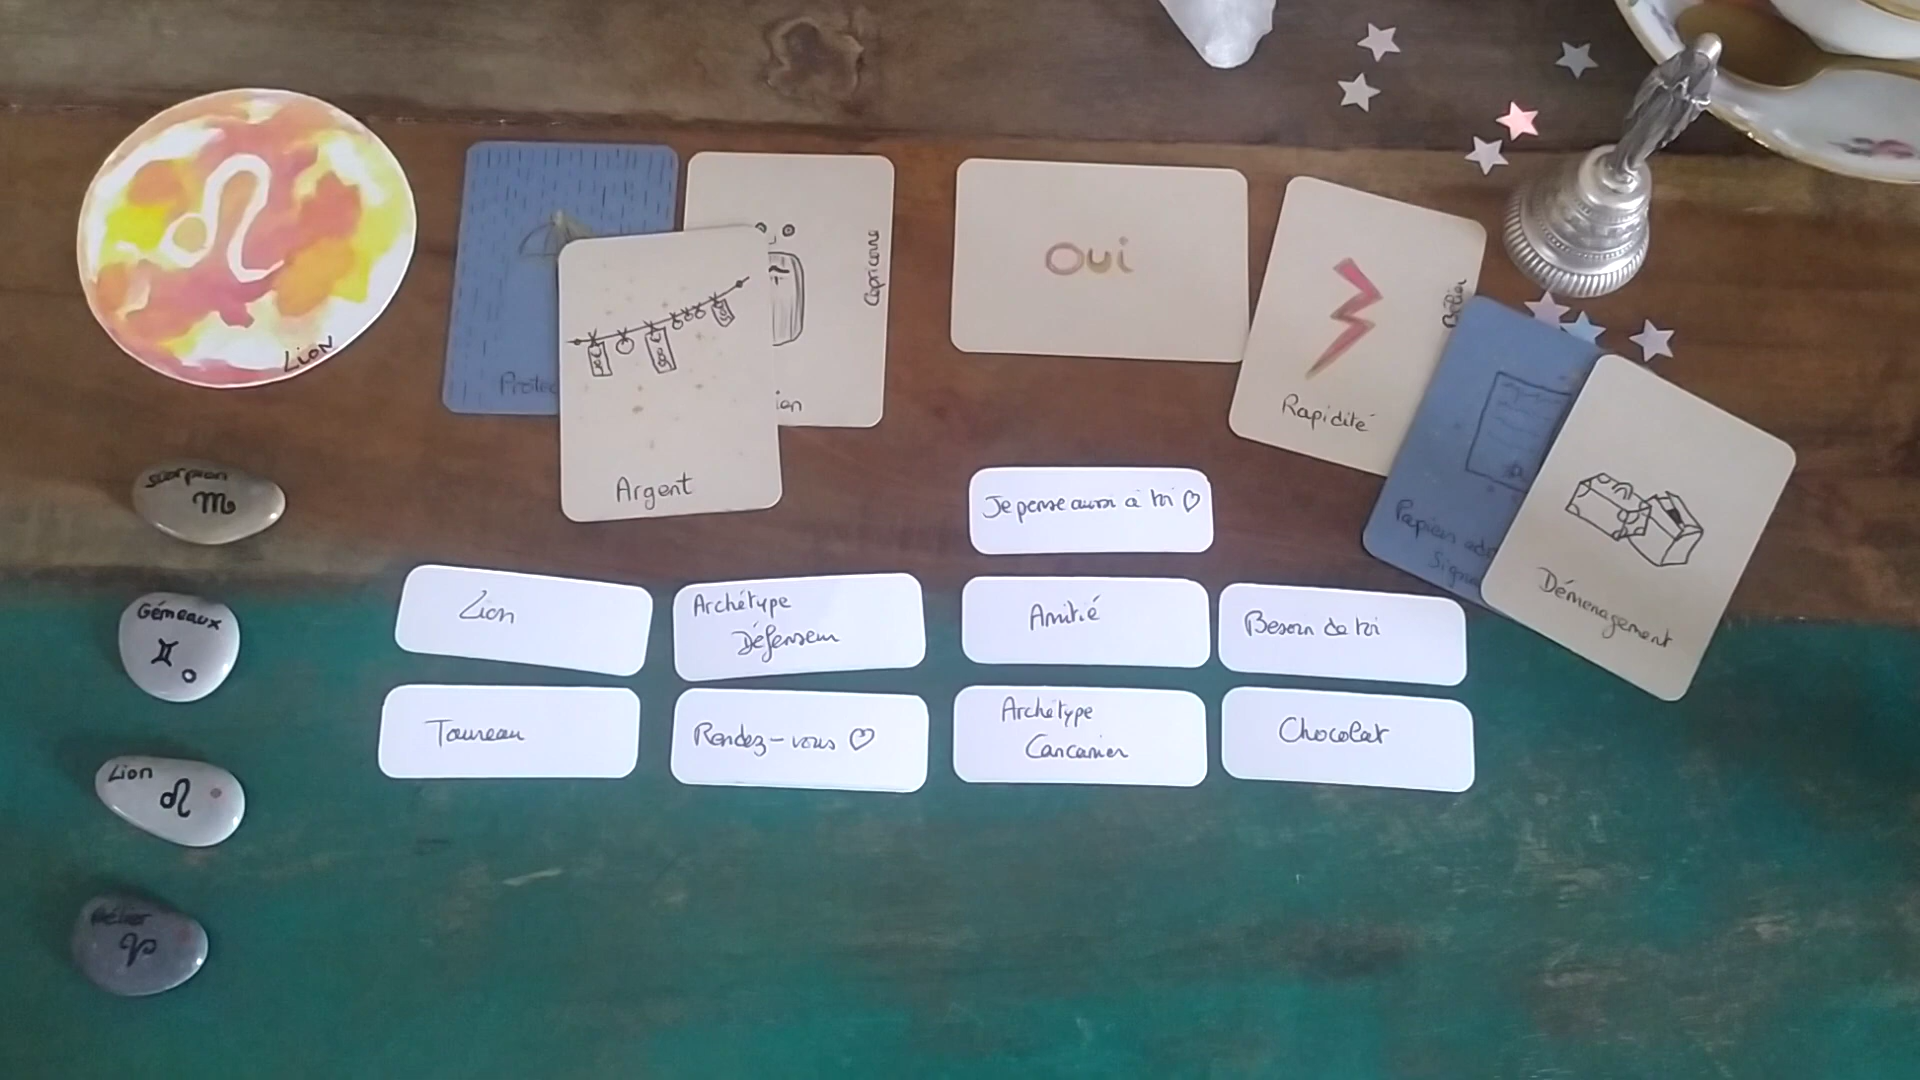 Lion
Capricorne
Argent
Oui
Bélier
Rapidité
Déménagement
Scorpion
Gémeaux
Lion
Bélier
Je pense aussi à toi
Lion
Archétype
Défenseur
Amitié
Besoin de toi
Taureau
Rendez-vous
Archétype
Cancanier
Chocolat